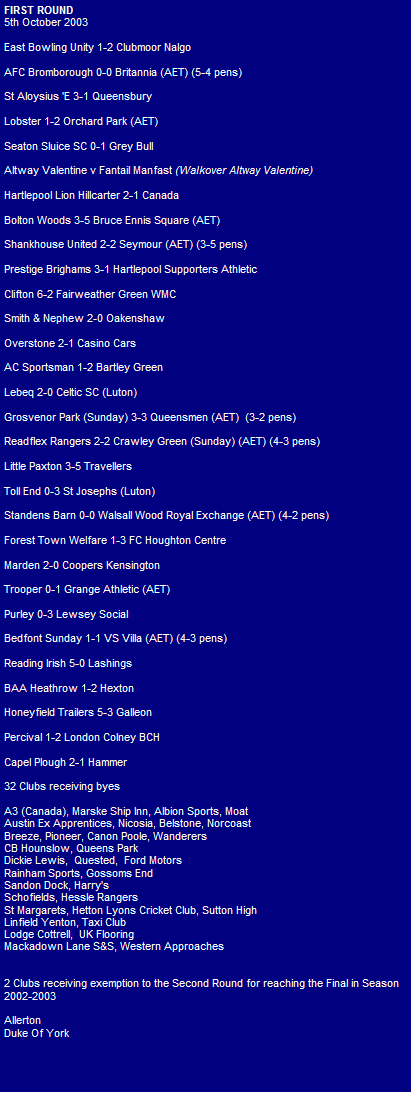 FIRST ROUND
5th October 2003
East Bowling Unity 1-2 Clubmoor Nalgo
AFC Bromborough 0-0 Britannia (AET) (5-4 pens)
St Aloysius 'E 3-1 Queensbury
Lobster 1-2 Orchard Park (AET)
Seaton Sluice SC 0-1 Grey Bull
Altway Valentine v Fantail Manfast (Walkover Altway Valentine)
Hartlepool Lion Hillcarter 2-1 Canada
Bolton Woods 3-5 Bruce Ennis Square (AET)
Shankhouse United 2-2 Seymour (AET) (3-5 pens)
Prestige Brighams 3-1 Hartlepool Supporters Athletic
Clifton 6-2 Fairweather Green WMC
Smith & Nephew 2-0 Oakenshaw
Overstone 2-1 Casino Cars
AC Sportsman 1-2 Bartley Green
Lebeq 2-0 Celtic SC (Luton)
Grosvenor Park (Sunday) 3-3 Queensmen (AET)  (3-2 pens)
Readflex Rangers 2-2 Crawley Green (Sunday) (AET) (4-3 pens)
Little Paxton 3-5 Travellers
Toll End 0-3 St Josephs (Luton)
Standens Barn 0-0 Walsall Wood Royal Exchange (AET) (4-2 pens)
Forest Town Welfare 1-3 FC Houghton Centre
Marden 2-0 Coopers Kensington
Trooper 0-1 Grange Athletic (AET)
Purley 0-3 Lewsey Social
Bedfont Sunday 1-1 VS Villa (AET) (4-3 pens)
Reading Irish 5-0 Lashings
BAA Heathrow 1-2 Hexton
Honeyfield Trailers 5-3 Galleon
Percival 1-2 London Colney BCH
Capel Plough 2-1 Hammer
32 Clubs receiving byes
A3 (Canada), Marske Ship Inn, Albion Sports, Moat
Austin Ex Apprentices, Nicosia, Belstone, Norcoast
Breeze, Pioneer, Canon Poole, Wanderers
CB Hounslow, Queens Park
Dickie Lewis,  Quested,  Ford Motors
Rainham Sports, Gossoms End
Sandon Dock, Harry's
Schofields, Hessle Rangers
St Margarets, Hetton Lyons Cricket Club, Sutton High
Linfield Yenton, Taxi Club
Lodge Cottrell,  UK Flooring
Mackadown Lane S&S, Western Approaches
2 Clubs receiving exemption to the Second Round for reaching the Final in Season
2002-2003
Allerton
Duke Of York